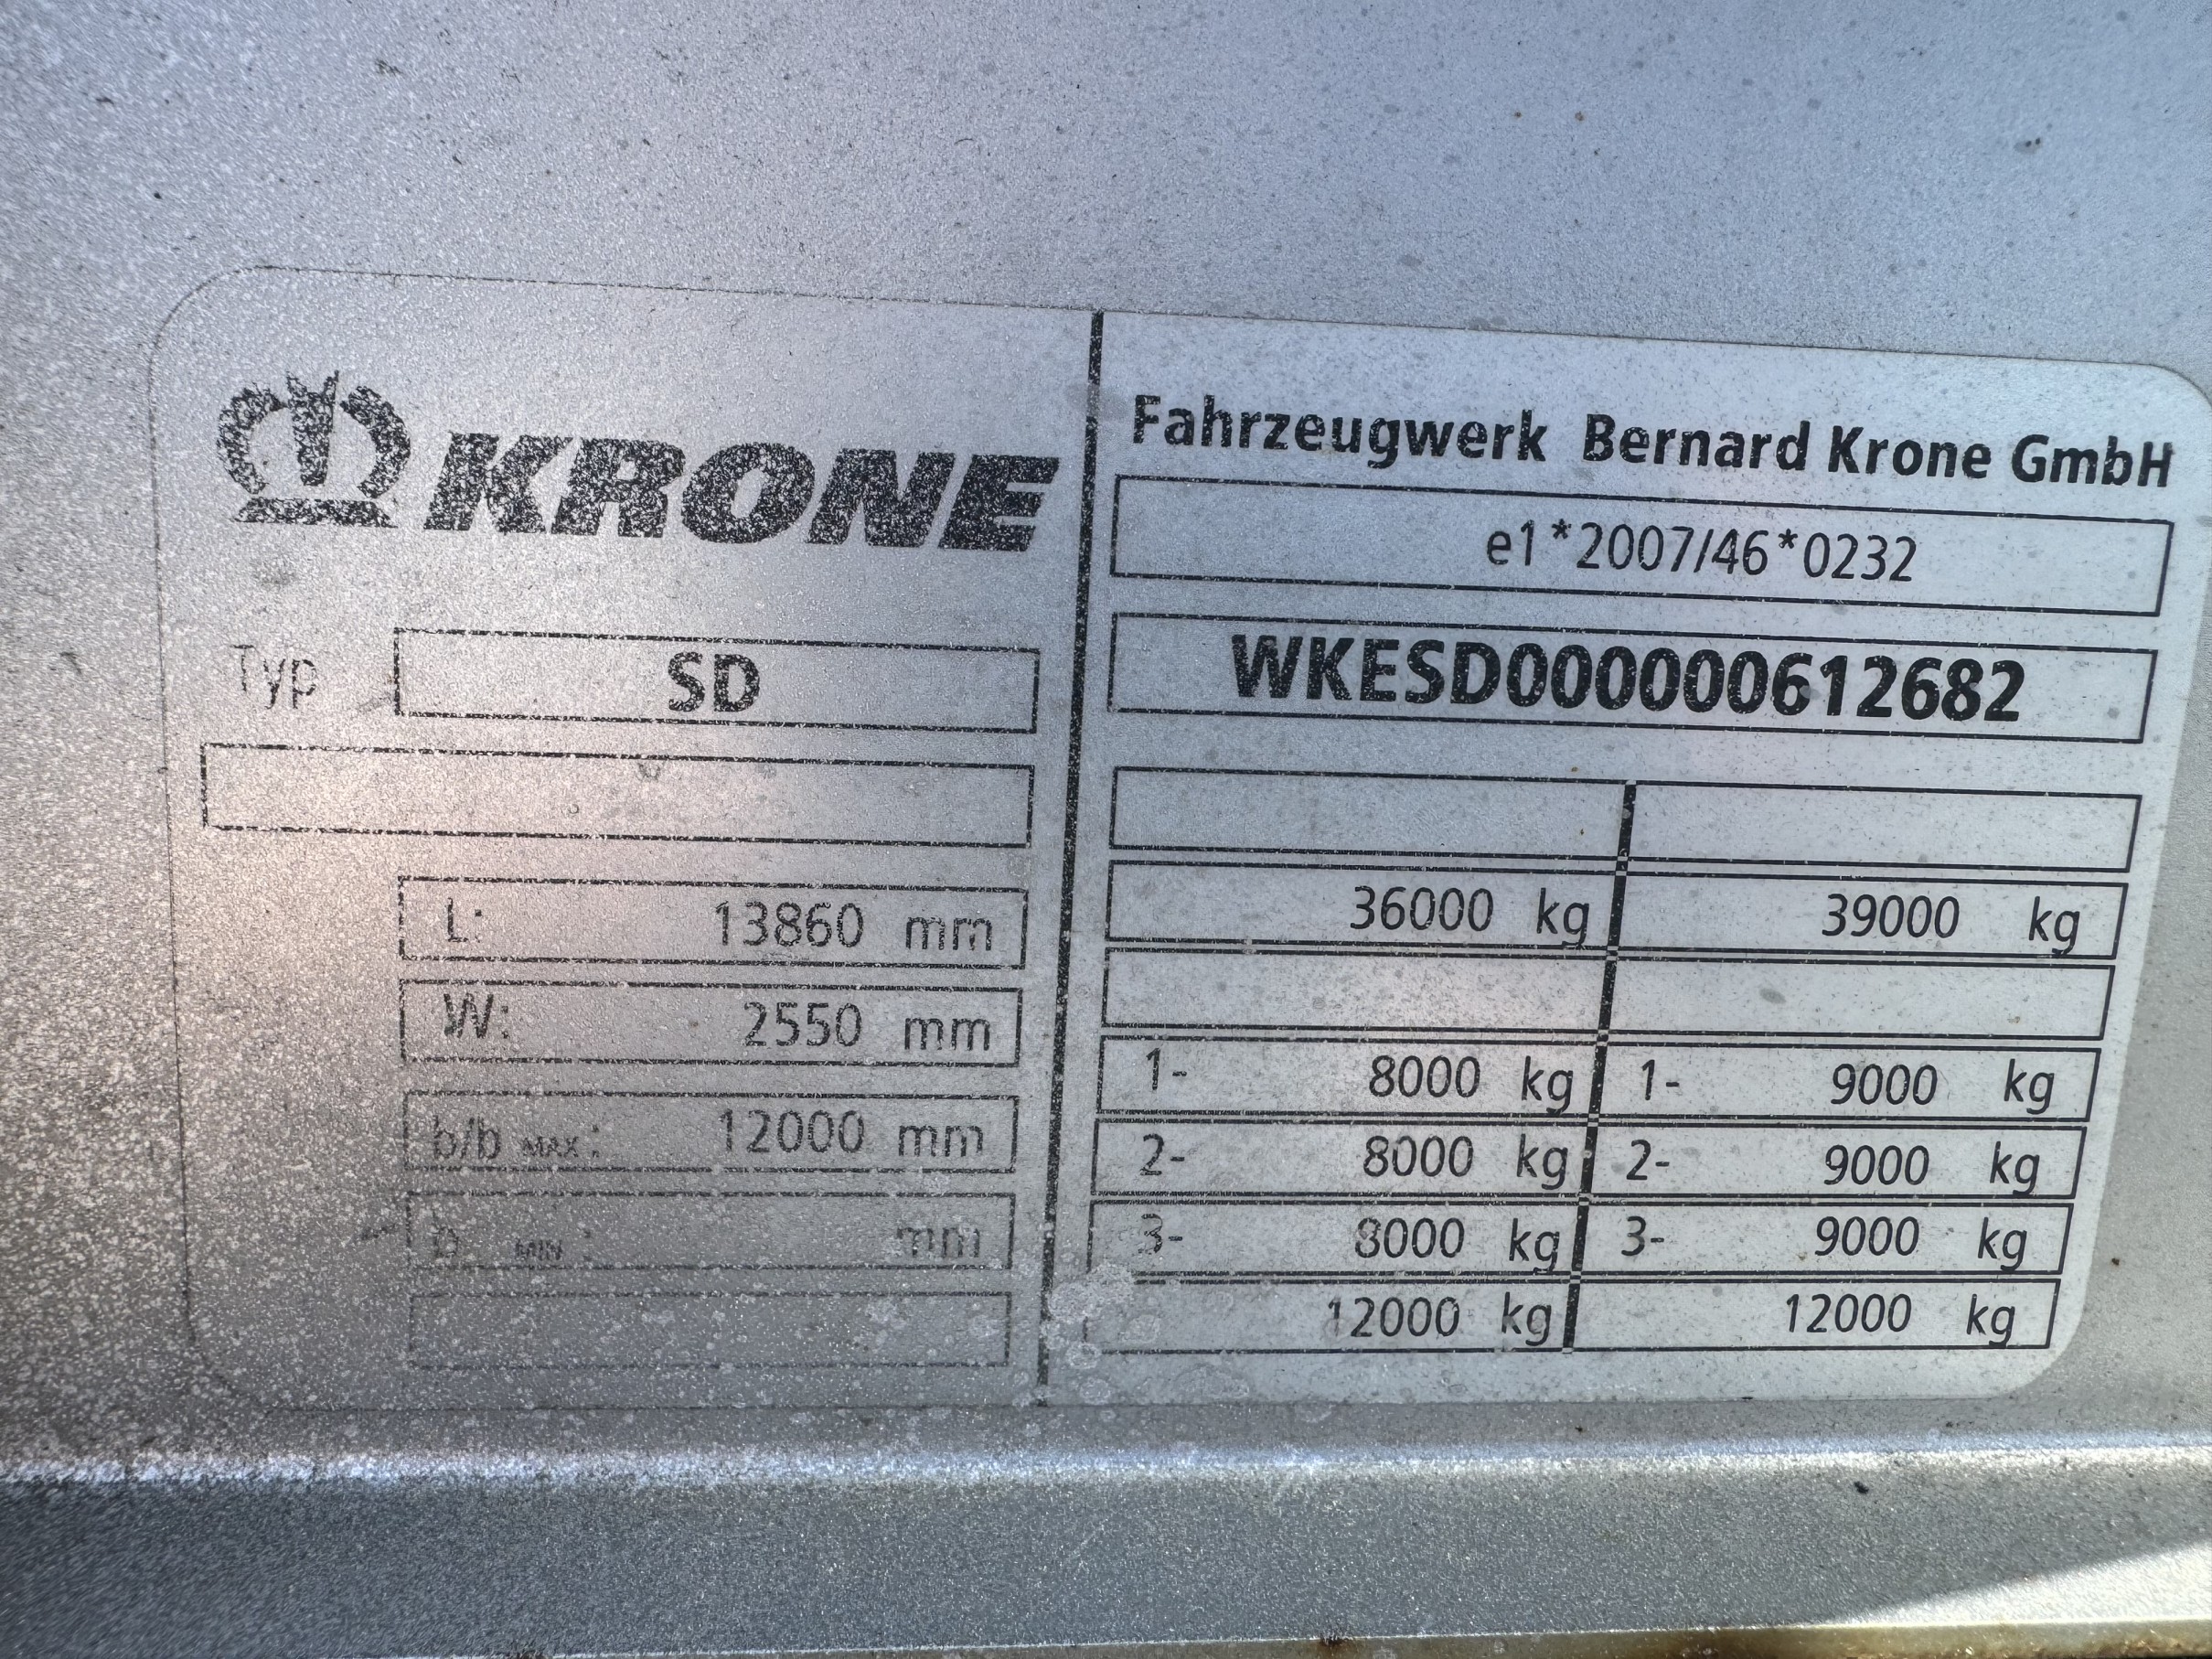 KRONE
Typ SD
L: 13860 mm
W: 2550 mm
b/b MAX: 12000 mm
b MIN: mm
Fahrzeugwerk Bernard Krone GmbH
e1*2007/46*0232
WKESD000000612682
36000 kg 39000 kg
1- 8000 kg 1- 9000 kg
2- 8000 kg 2- 9000 kg
3- 8000 kg 3- 9000 kg
12000 kg 12000 kg